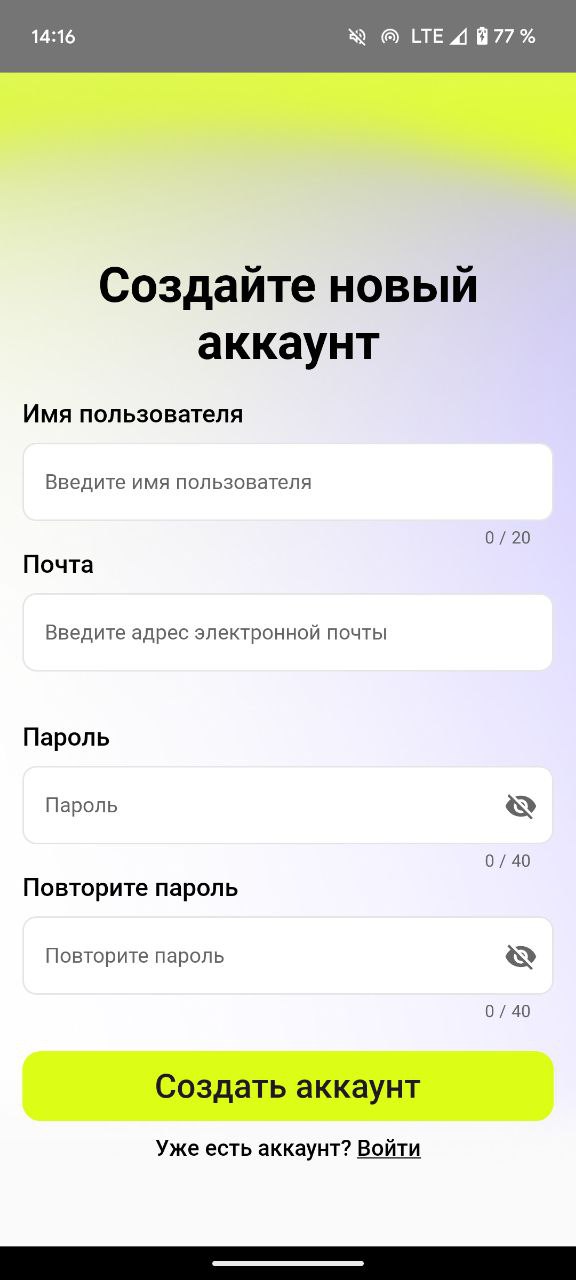 14:16 LTE 77 %
Создайте новый
аккаунт
Имя пользователя
Введите имя пользователя
0 / 20
Почта
Введите адрес электронной почты
Пароль
Пароль
0 / 40
Повторите пароль
Повторите пароль
0 / 40
Создать аккаунт
Уже есть аккаунт? Войти